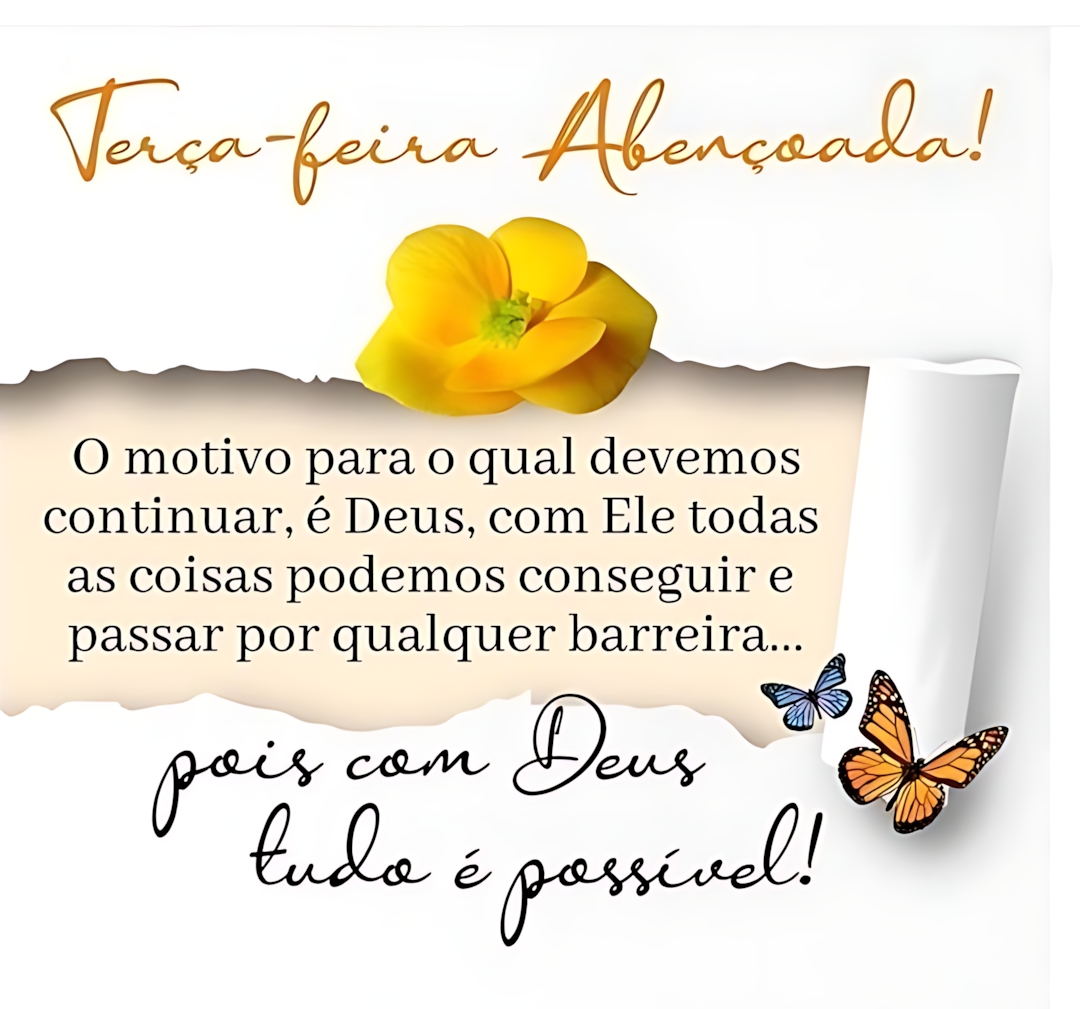 Terça-feira Abençoada!
O motivo para o qual devemos
continuar, é Deus, com Ele todas
as coisas podemos conseguir e
passar por qualquer barreira...
pois com Deus
tudo é possível!